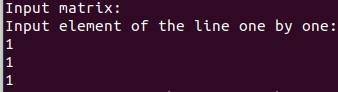 Input matrix:
Input element of the line one by one:
1
1
1